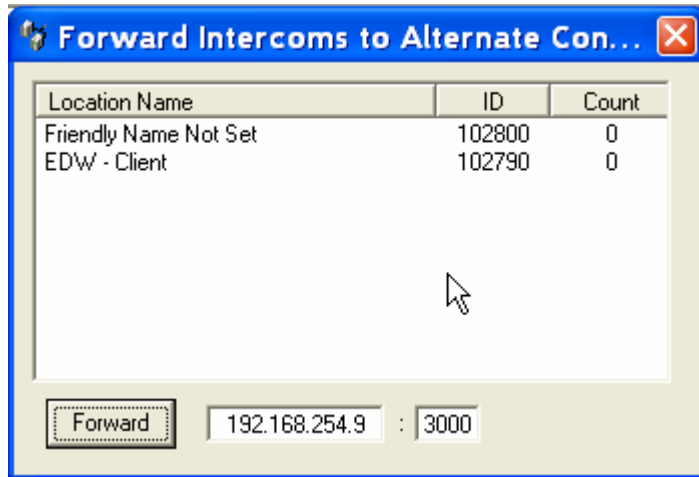 Forward Intercoms to Alternate Con...
Location Name ID Count
Friendly Name Not Set 102800 0
EDW - Client 102790 0
Forward 192.168.254.9 : 3000